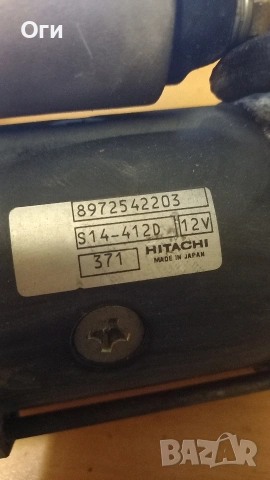 Оги
8972542203
S14-412D 12V
371 HITACHI
MADE IN JAPAN
BAZAR